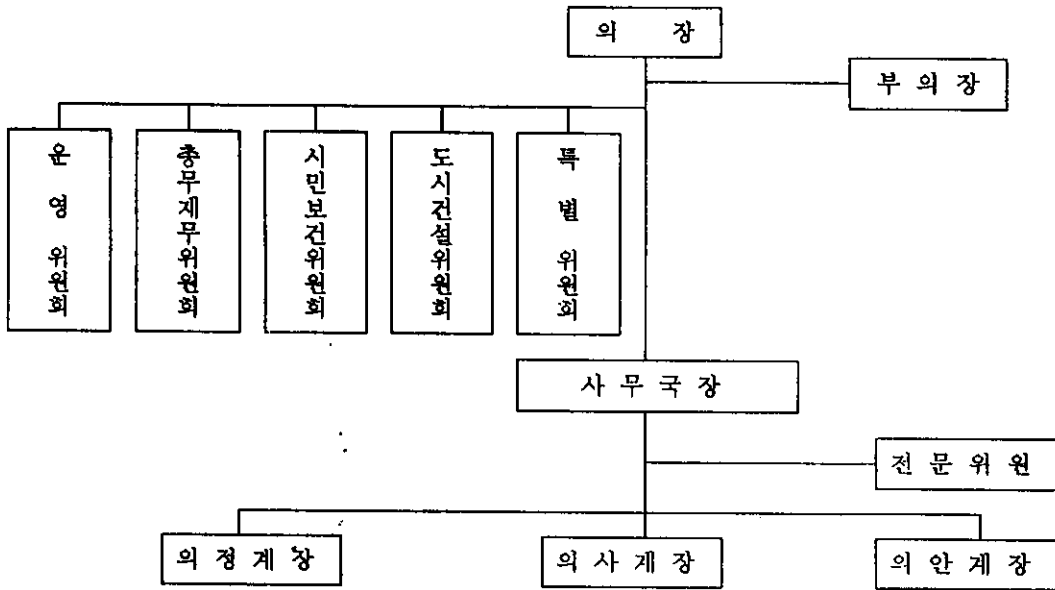 의 장
부 의 장
운 영 위원회
총무재무위원회
시민보건위원회
도시건설위원회
특 별 위원회
사 무 국 장
전 문 위 원
의 정 계 장
의 사 계 장
의 안 계 장